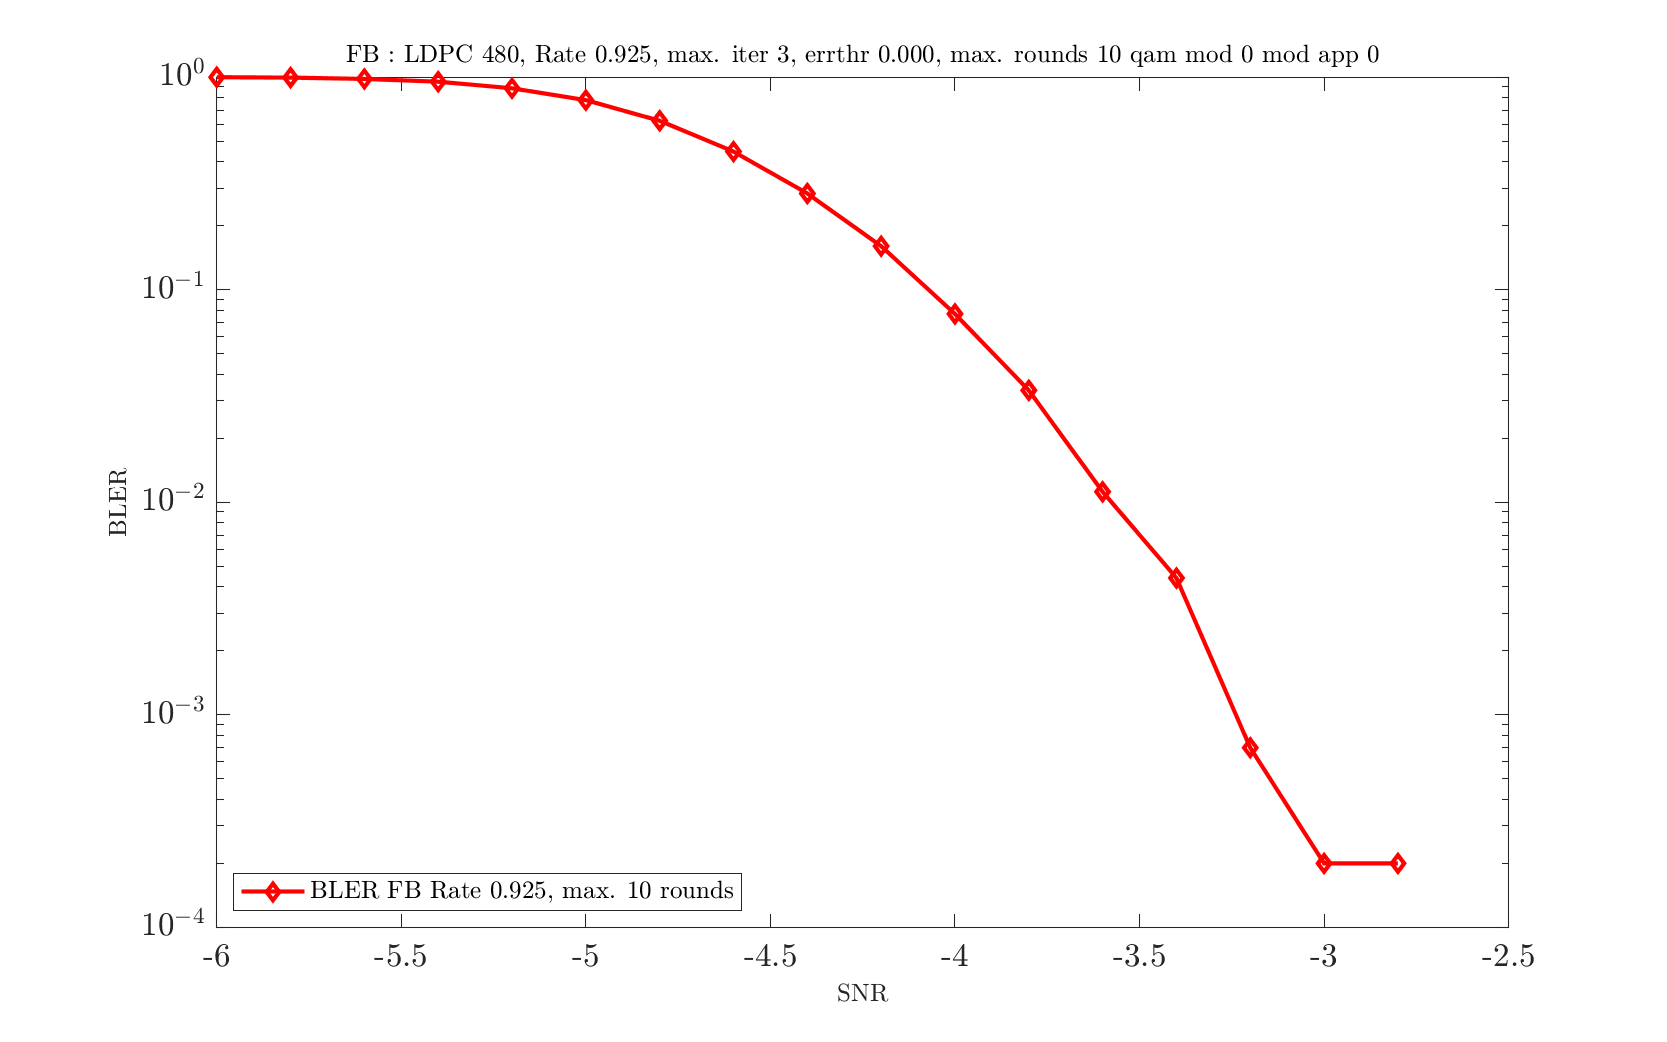 FB : LDPC 480, Rate 0.925, max. iter 3, errthr 0.000, max. rounds 10 qam mod 0 mod app 0
10⁰
10⁻¹
10⁻²
10⁻³
10⁻⁴
BLER
BLER FB Rate 0.925, max. 10 rounds
-6 -5.5 -5 -4.5 -4 -3.5 -3 -2.5
SNR